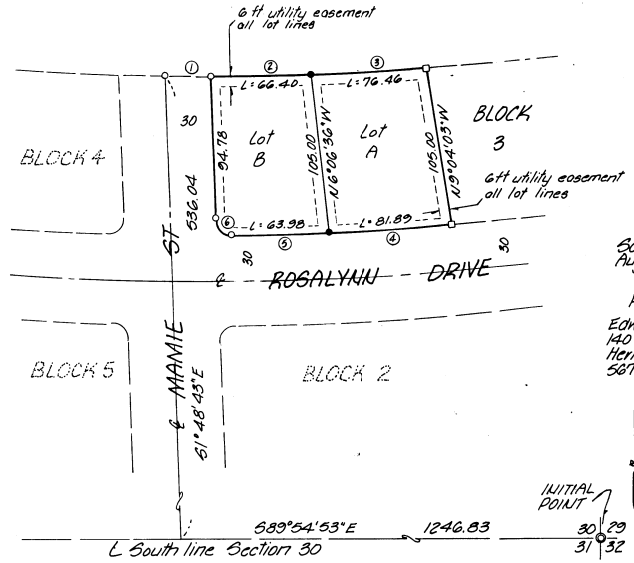 6 ft utility easement
all lot lines
① ② ③
L=66.40
L=76.46
30
Lot
B
Lot
A
BLOCK
3
BLOCK 4
94.78
105.00
N6°06'36"W
105.00
N9°04'03"W
6ft utility easement
all lot lines
536.04
⑥
L=63.98
L=81.89
⑤ ④
ST
30
30
ROSALYNN DRIVE
MAMIE
S1°48'43"E
BLOCK 5
BLOCK 2
Edw
140
Her
567
INITIAL
POINT
S89°54'53"E 1246.83
30 29
31 32
L South line Section 30